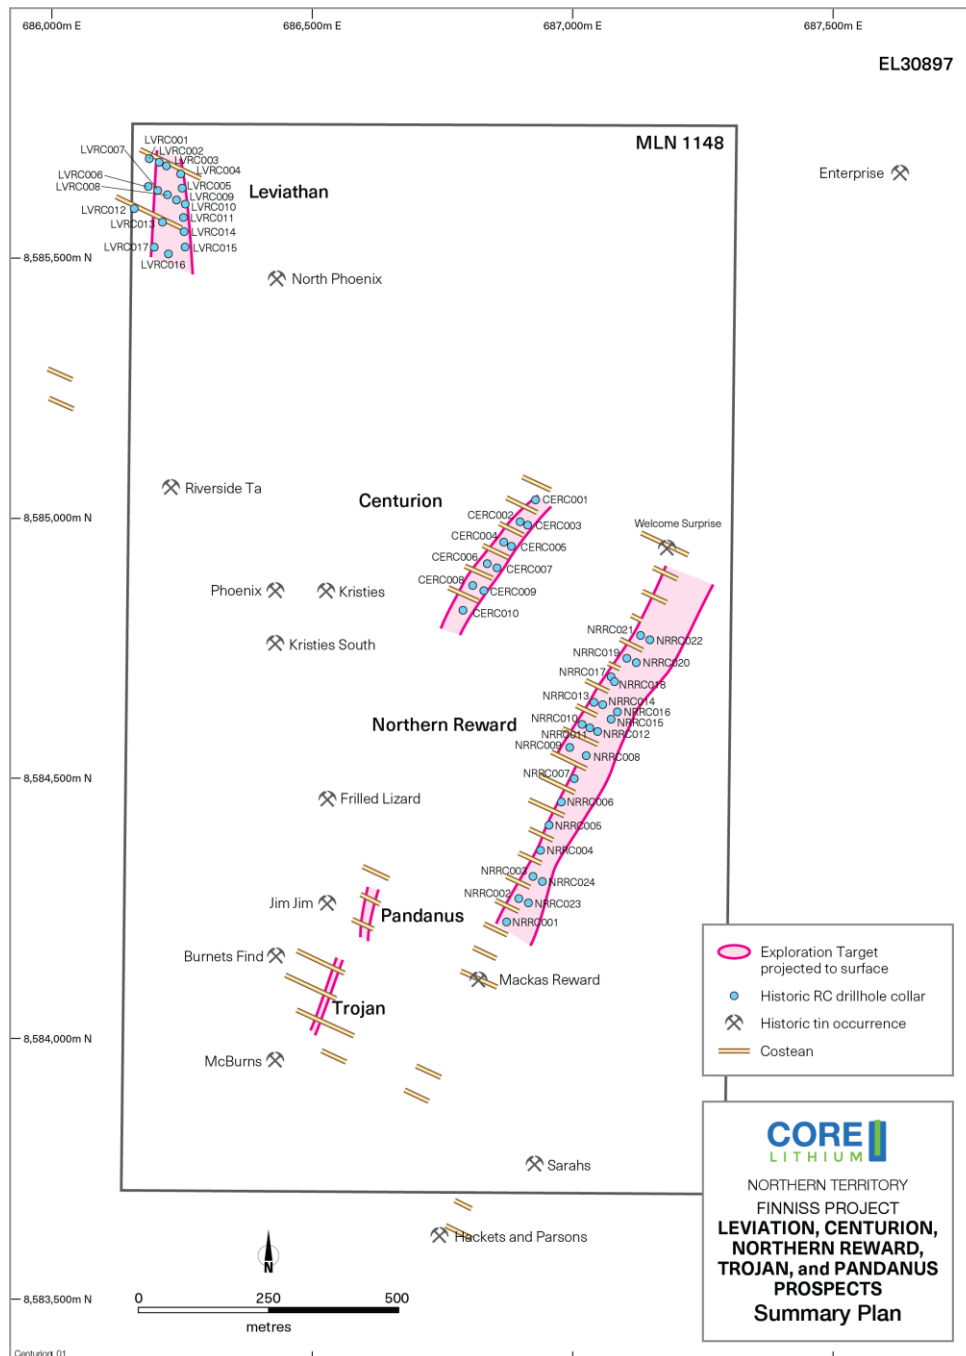 686,000m E
686,500m E
687,000m E
687,500m E
EL30897
MLN 1148
LVRC001
LVRC007
LVRC002
LVRC003
LVRC004
LVRC006
LVRC008
LVRC005
LVRC009
LVRC010
LVRC012
LVRC011
LVRC013
LVRC014
LVRC017
LVRC015
LVRC016
Leviathan
Enterprise
8,585,500m N
North Phoenix
Riverside Ta
Centurion
8,585,000m N
CERC001
CERC002
CERC003
CERC004
CERC005
CERC006
CERC007
CERC008
CERC009
CERC010
Welcome Surprise
Phoenix
Kristies
Kristies South
NRRC021
NRRC022
NRRC019
NRRC020
NRRC017
NRRC018
NRRC013
NRRC014
NRRC016
NRRC010
NRRC015
NRRC011
NRRC012
NRRC009
NRRC008
Northern Reward
8,584,500m N
NRRC007
NRRC006
Frilled Lizard
NRRC005
NRRC004
NRRC003
NRRC024
NRRC002
NRRC023
NRRC001
Jim Jim
Pandanus
Burnets Find
Mackas Reward
Trojan
8,584,000m N
McBurns
Exploration Target
projected to surface
Historic RC drillhole collar
Historic tin occurrence
Costean
Sarahs
Hackets and Parsons
N
8,583,500m N
0
250
500
metres
CORE
LITHIUM
NORTHERN TERRITORY
FINNISS PROJECT
LEVIATION, CENTURION,
NORTHERN REWARD,
TROJAN, and PANDANUS
PROSPECTS
Summary Plan
Centurion_01